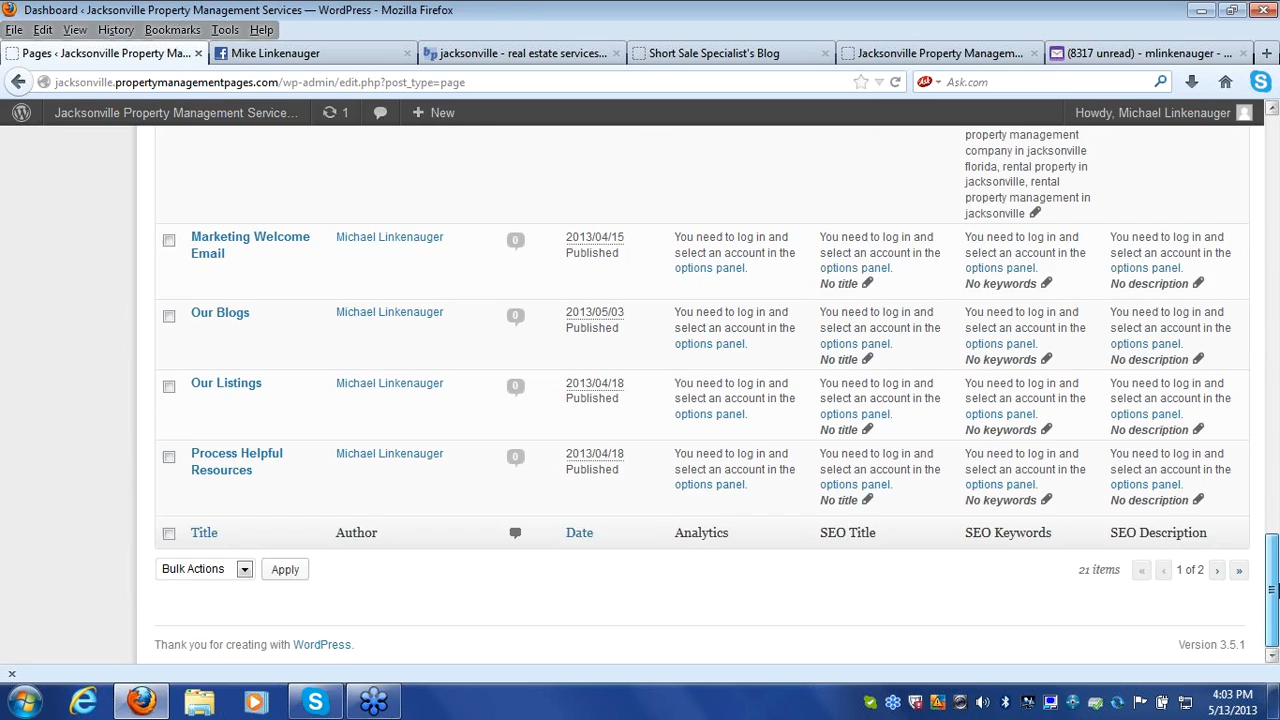 Dashboard ‹ Jacksonville Property Management Services — WordPress - Mozilla Firefox
File Edit View History Bookmarks Tools Help
Pages ‹ Jacksonville Property Ma... × Mike Linkenauger × jacksonville - real estate services... × Short Sale Specialist's Blog × Jacksonville Property Managem... × (8317 unread) - mlinkenauger - ... × +
jacksonville.propertymanagementpages.com/wp-admin/edit.php?post_type=page
Ask Ask.com
Jacksonville Property Management Service... 1 + New Howdy, Michael Linkenauger
property management
company in jacksonville
florida, rental property in
jacksonville, rental
property management in
jacksonville
Marketing Welcome Michael Linkenauger 0 2013/04/15 You need to log in and You need to log in and You need to log in and You need to log in and
Email Published select an account in the select an account in the select an account in the select an account in the
options panel. options panel. options panel. options panel.
No title No keywords No description
Our Blogs Michael Linkenauger 0 2013/05/03 You need to log in and You need to log in and You need to log in and You need to log in and
Published select an account in the select an account in the select an account in the select an account in the
options panel. options panel. options panel. options panel.
No title No keywords No description
Our Listings Michael Linkenauger 0 2013/04/18 You need to log in and You need to log in and You need to log in and You need to log in and
Published select an account in the select an account in the select an account in the select an account in the
options panel. options panel. options panel. options panel.
No title No keywords No description
Process Helpful Michael Linkenauger 0 2013/04/18 You need to log in and You need to log in and You need to log in and You need to log in and
Resources Published select an account in the select an account in the select an account in the select an account in the
options panel. options panel. options panel. options panel.
No title No keywords No description
Title Author Date Analytics SEO Title SEO Keywords SEO Description
Bulk Actions Apply 21 items « ‹ 1 of 2 › »
Thank you for creating with WordPress. Version 3.5.1
×
4:03 PM
5/13/2013